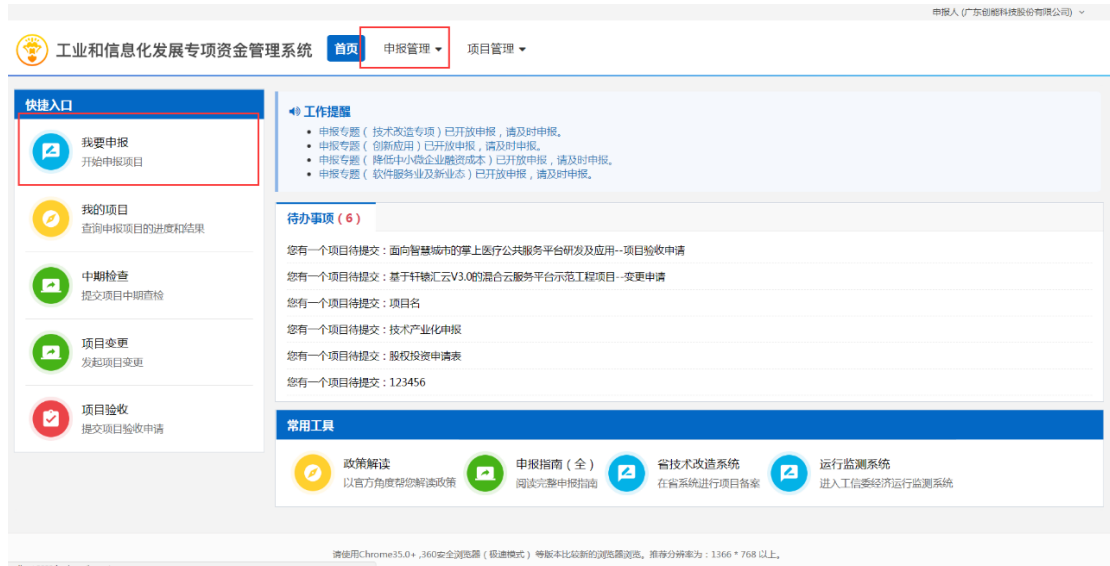 申报人 (广东创能科技股份有限公司)
工业和信息化发展专项资金管理系统 首页 申报管理 项目管理
快捷入口
我要申报
开始申报项目
我的项目
查询申报项目的进度和结果
中期检查
提交项目中期查检
项目变更
发起项目变更
项目验收
提交项目验收申请
工作提醒
申报专题（ 技术改造专项 ）已开放申报，请及时申报。
申报专题（ 创新应用 ）已开放申报，请及时申报。
申报专题（ 降低中小微企业融资成本 ）已开放申报，请及时申报。
申报专题（ 软件服务业及新业态 ）已开放申报，请及时申报。
待办事项（ 6 ）
您有一个项目待提交：面向智慧城市的掌上医疗公共服务平台研发及应用--项目验收申请
您有一个项目待提交：基于轩辕汇云V3.0的混合云服务平台示范工程项目--变更申请
您有一个项目待提交：项目名
您有一个项目待提交：技术产业化申报
您有一个项目待提交：股权投资申请表
您有一个项目待提交：123456
常用工具
政策解读
以官方角度帮您解读政策
申报指南（全）
阅读完整申报指南
省技术改造系统
在省系统进行项目备案
运行监测系统
进入工信委经济运行监测系统
请使用Chrome35.0+ ,360安全浏览器（ 极速模式 ）等版本比较新的浏览器浏览。推荐分辨率为：1366 * 768 以上。